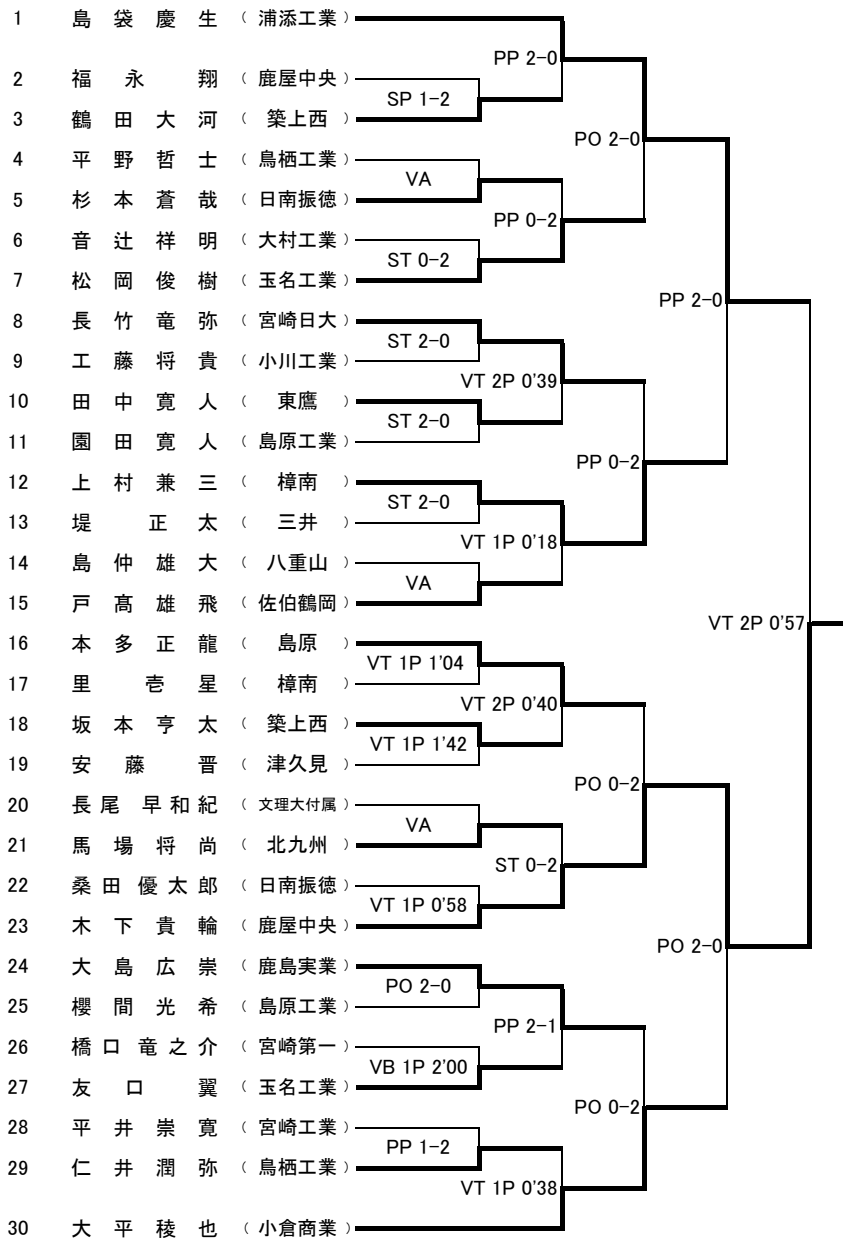 1 島袋慶生 (浦添工業)
PP 2-0
2 福永翔 (鹿屋中央)
SP 1-2
3 鶴田大河 (築上西)
PO 2-0
4 平野哲士 (鳥栖工業)
VA
5 杉本蒼哉 (日南振徳)
PP 0-2
6 音辻祥明 (大村工業)
ST 0-2
7 松岡俊樹 (玉名工業)
PP 2-0
8 長竹竜弥 (宮崎日大)
ST 2-0
9 工藤将貴 (小川工業)
VT 2P 0'39
10 田中寛人 (東鷹)
ST 2-0
11 園田寛人 (島原工業)
PP 0-2
12 上村兼三 (樟南)
ST 2-0
13 堤正太 (三井)
VT 1P 0'18
14 島仲雄大 (八重山)
VA
15 戸髙雄飛 (佐伯鶴岡)
VT 2P 0'57
16 本多正龍 (島原)
VT 1P 1'04
17 里壱星 (樟南)
VT 2P 0'40
18 坂本亨太 (築上西)
VT 1P 1'42
19 安藤晋 (津久見)
PO 0-2
20 長尾早和紀 (文理大付属)
VA
21 馬場将尚 (北九州)
ST 0-2
22 桑田優太郎 (日南振徳)
VT 1P 0'58
23 木下貴輪 (鹿屋中央)
PO 2-0
24 大島広崇 (鹿島実業)
PO 2-0
25 櫻間光希 (島原工業)
PP 2-1
26 橋口竜之介 (宮崎第一)
VB 1P 2'00
27 友口翼 (玉名工業)
PO 0-2
28 平井崇寛 (宮崎工業)
PP 1-2
29 仁井潤弥 (鳥栖工業)
VT 1P 0'38
30 大平稜也 (小倉商業)